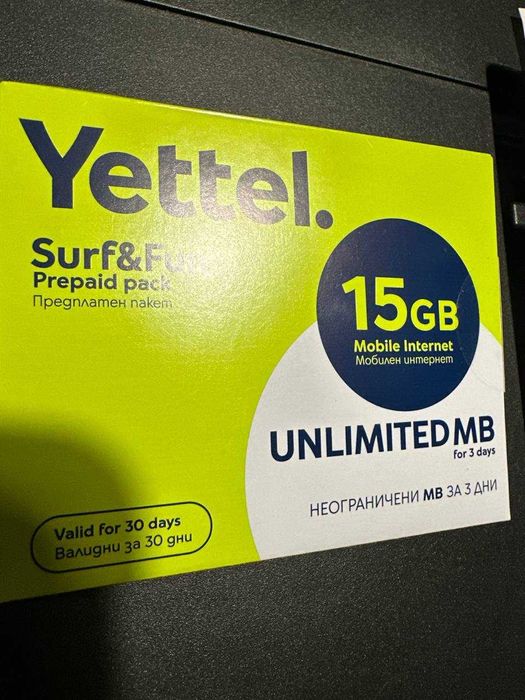 Yettel.
Surf&Fun
Prepaid pack
Предплатен пакет
15GB
Mobile Internet
Мобилен интернет
UNLIMITED MB
for 3 days
НЕОГРАНИЧЕНИ MB ЗА 3 ДНИ
Valid for 30 days
Валидни за 30 дни